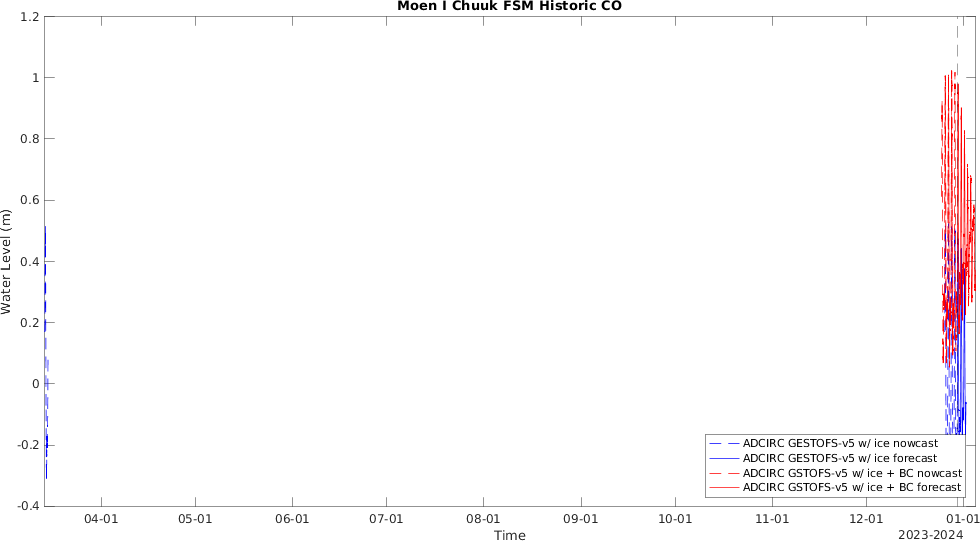 Moen I Chuuk FSM Historic CO
1.2
1
0.8
0.6
0.4
0.2
0
-0.2
-0.4
Water Level (m)
ADCIRC GESTOFS-v5 w/ ice nowcast
ADCIRC GESTOFS-v5 w/ ice forecast
ADCIRC GSTOFS-v5 w/ ice + BC nowcast
ADCIRC GSTOFS-v5 w/ ice + BC forecast
04-01 05-01 06-01 07-01 08-01 09-01 10-01 11-01 12-01 01-01
Time
2023-2024